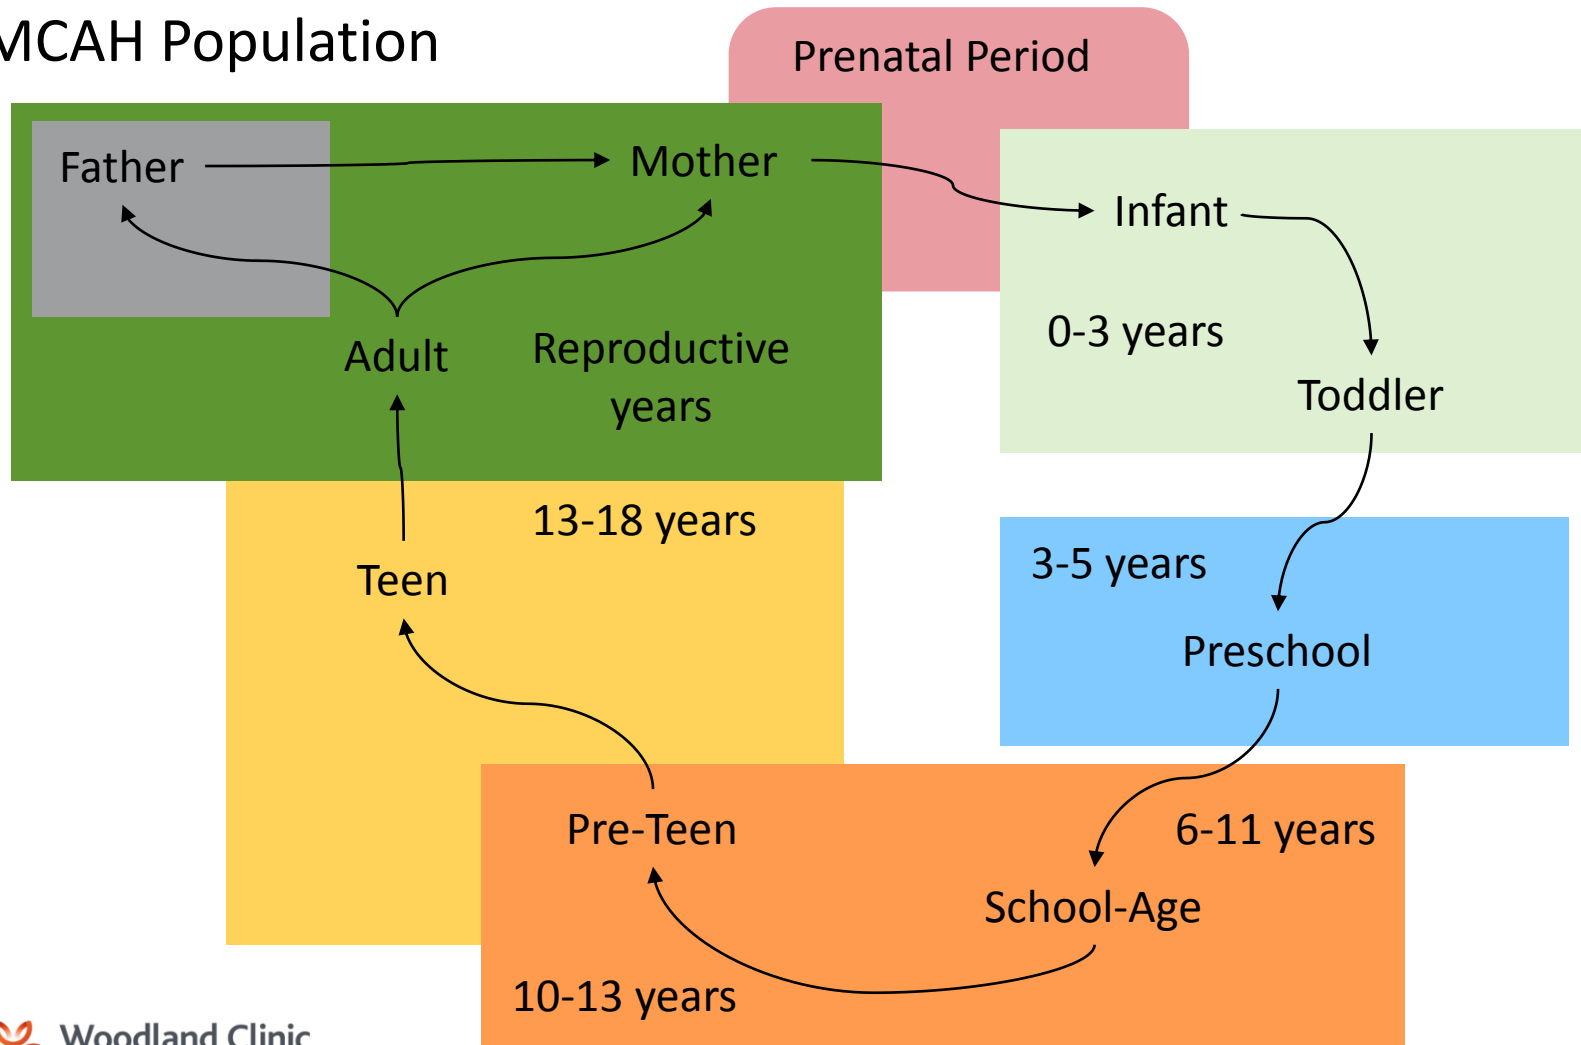 MCAH Population
Prenatal Period
Father
Mother
Infant
Adult
Reproductive
years
0-3 years
Toddler
13-18 years
Teen
3-5 years
Preschool
Pre-Teen
6-11 years
School-Age
10-13 years
Woodland Clinic